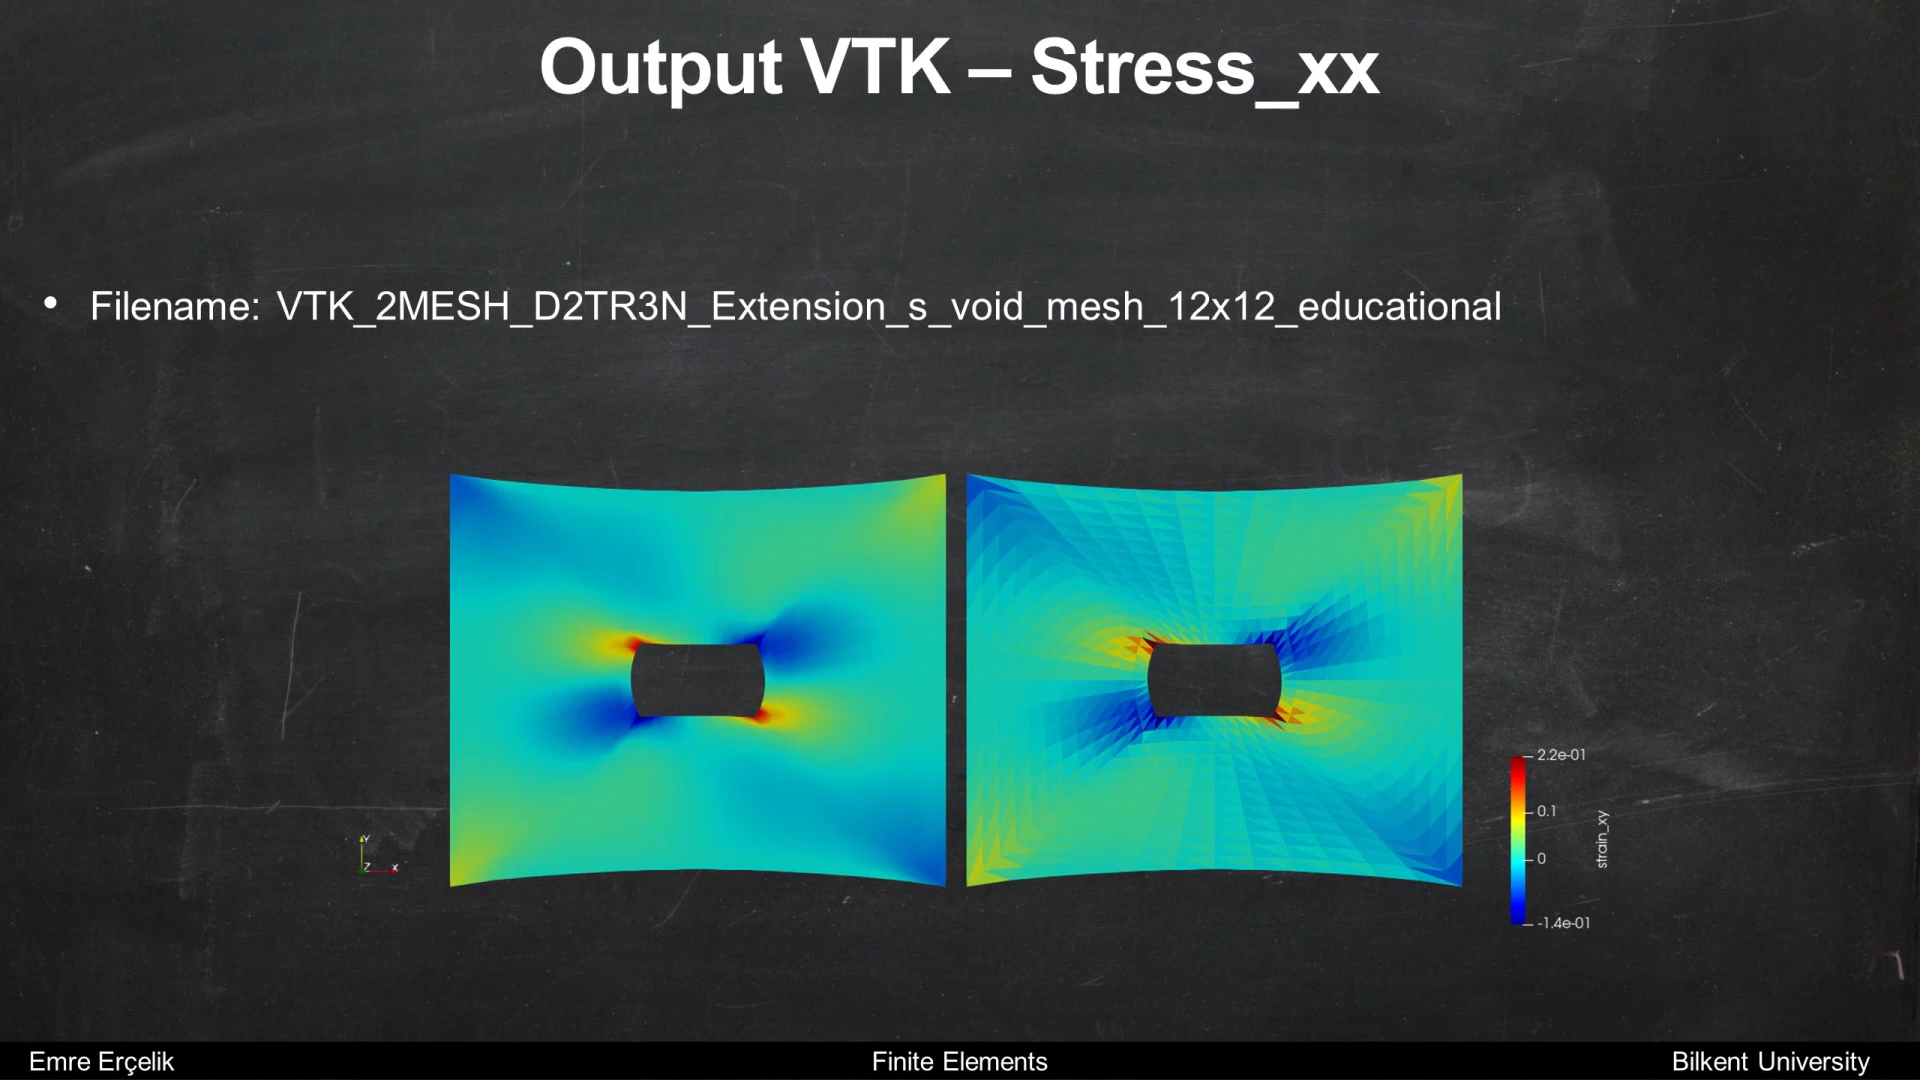 Output VTK – Stress_xx
• Filename: VTK_2MESH_D2TR3N_Extension_s_void_mesh_12x12_educational
2.2e-01
0.1
0
-1.4e-01
strain_xy
Y
Z
X
Emre Erçelik
Finite Elements
Bilkent University